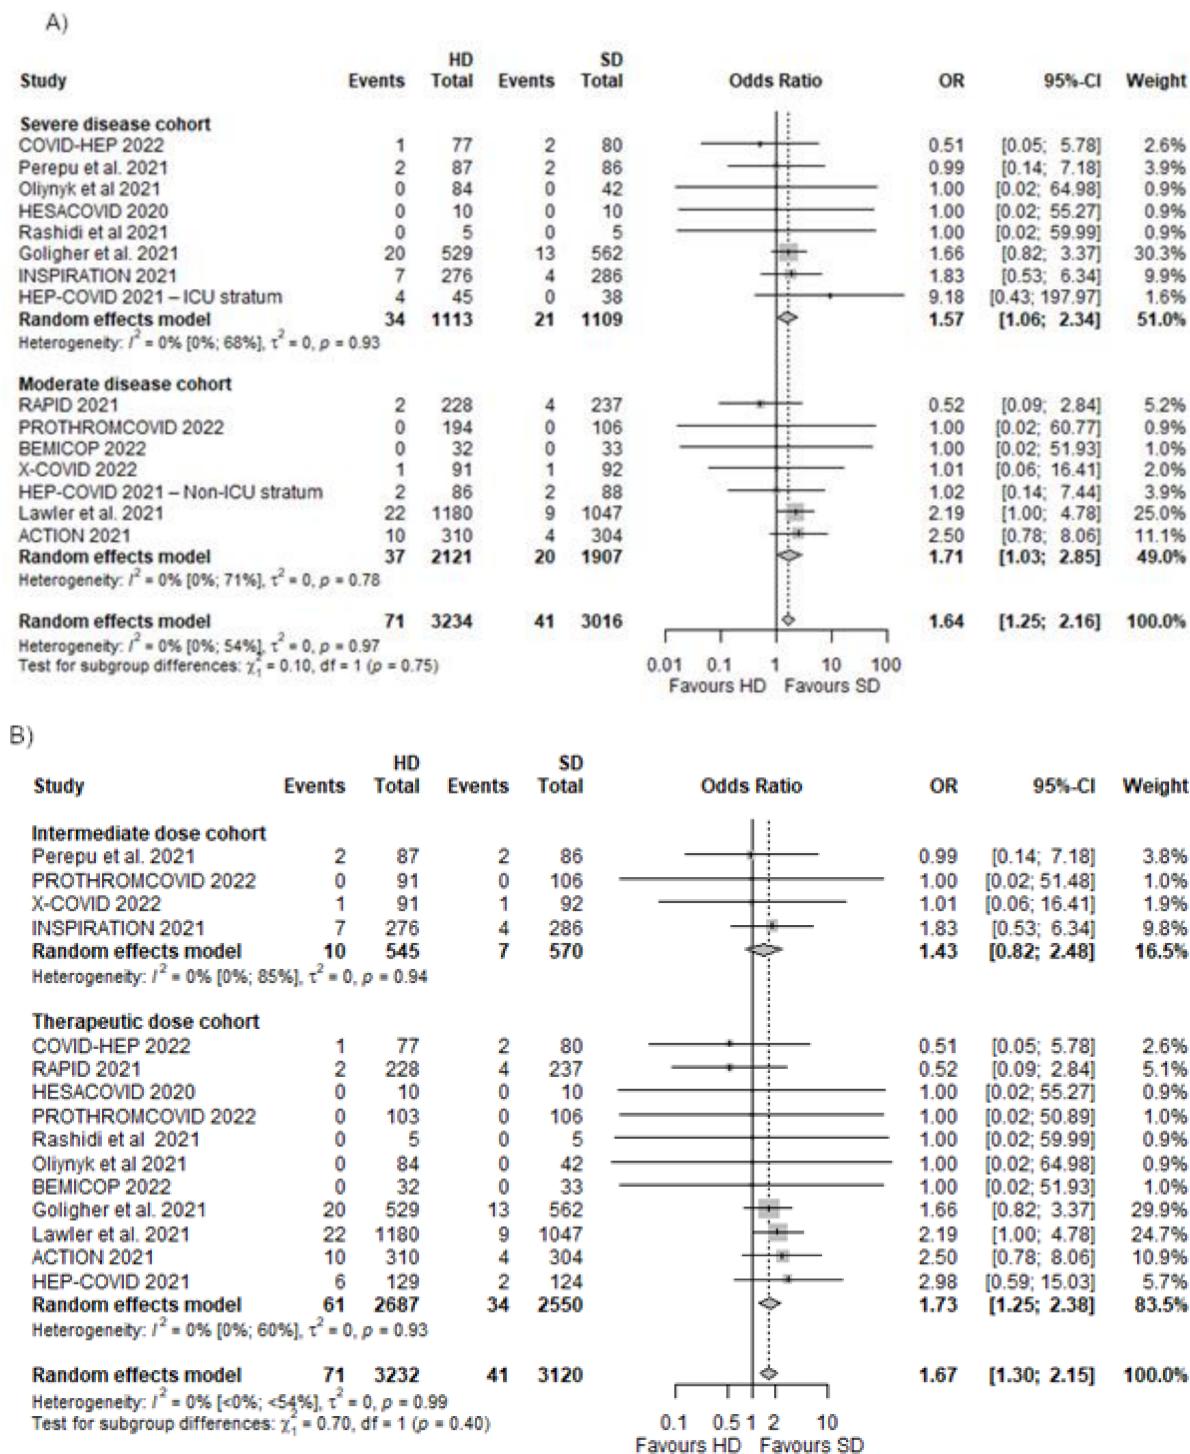 A)
HD SD
Study Events Total Events Total Odds Ratio OR 95%-CI Weight
Severe disease cohort
COVID-HEP 2022 1 77 2 80 0.51 [0.05; 5.78] 2.6%
Perepu et al. 2021 2 87 2 86 0.99 [0.14; 7.18] 3.9%
Oliynyk et al 2021 0 84 0 42 1.00 [0.02; 64.98] 0.9%
HESACOVID 2020 0 10 0 10 1.00 [0.02; 55.27] 0.9%
Rashidi et al 2021 0 5 0 5 1.00 [0.02; 59.99] 0.9%
Goligher et al. 2021 20 529 13 562 1.66 [0.82; 3.37] 30.3%
INSPIRATION 2021 7 276 4 286 1.83 [0.53; 6.34] 9.9%
HEP-COVID 2021 – ICU stratum 4 45 0 38 9.18 [0.43; 197.97] 1.6%
Random effects model 34 1113 21 1109 1.57 [1.06; 2.34] 51.0%
Heterogeneity: I² = 0% [0%; 68%], τ² = 0, p = 0.93
Moderate disease cohort
RAPID 2021 2 228 4 237 0.52 [0.09; 2.84] 5.2%
PROTHROMCOVID 2022 0 194 0 106 1.00 [0.02; 60.77] 0.9%
BEMICOP 2022 0 32 0 33 1.00 [0.02; 51.93] 1.0%
X-COVID 2022 1 91 1 92 1.01 [0.06; 16.41] 2.0%
HEP-COVID 2021 – Non-ICU stratum 2 86 2 88 1.02 [0.14; 7.44] 3.9%
Lawler et al. 2021 22 1180 9 1047 2.19 [1.00; 4.78] 25.0%
ACTION 2021 10 310 4 304 2.50 [0.78; 8.06] 11.1%
Random effects model 37 2121 20 1907 1.71 [1.03; 2.85] 49.0%
Heterogeneity: I² = 0% [0%; 71%], τ² = 0, p = 0.78
Random effects model 71 3234 41 3016 1.64 [1.25; 2.16] 100.0%
Heterogeneity: I² = 0% [0%; 54%], τ² = 0, p = 0.97
Test for subgroup differences: χ²₁ = 0.10, df = 1 (p = 0.75)
0.01 0.1 1 10 100
Favours HD Favours SD
B)
HD SD
Study Events Total Events Total Odds Ratio OR 95%-CI Weight
Intermediate dose cohort
Perepu et al. 2021 2 87 2 86 0.99 [0.14; 7.18] 3.8%
PROTHROMCOVID 2022 0 91 0 106 1.00 [0.02; 51.48] 1.0%
X-COVID 2022 1 91 1 92 1.01 [0.06; 16.41] 1.9%
INSPIRATION 2021 7 276 4 286 1.83 [0.53; 6.34] 9.8%
Random effects model 10 545 7 570 1.43 [0.82; 2.48] 16.5%
Heterogeneity: I² = 0% [0%; 85%], τ² = 0, p = 0.94
Therapeutic dose cohort
COVID-HEP 2022 1 77 2 80 0.51 [0.05; 5.78] 2.6%
RAPID 2021 2 228 4 237 0.52 [0.09; 2.84] 5.1%
HESACOVID 2020 0 10 0 10 1.00 [0.02; 55.27] 0.9%
PROTHROMCOVID 2022 0 103 0 106 1.00 [0.02; 50.89] 1.0%
Rashidi et al 2021 0 5 0 5 1.00 [0.02; 59.99] 0.9%
Oliynyk et al 2021 0 84 0 42 1.00 [0.02; 64.98] 0.9%
BEMICOP 2022 0 32 0 33 1.00 [0.02; 51.93] 0.9%
Goligher et al. 2021 20 529 13 562 1.66 [0.82; 3.37] 29.9%
Lawler et al. 2021 22 1180 9 1047 2.19 [1.00; 4.78] 24.7%
ACTION 2021 10 310 4 304 2.50 [0.78; 8.06] 10.9%
HEP-COVID 2021 6 129 2 124 2.98 [0.59; 15.03] 5.7%
Random effects model 61 2687 34 2550 1.73 [1.25; 2.38] 83.5%
Heterogeneity: I² = 0% [0%; 60%], τ² = 0, p = 0.93
Random effects model 71 3232 41 3120 1.67 [1.30; 2.15] 100.0%
Heterogeneity: I² = 0% [<0%; <54%], τ² = 0, p = 0.99
Test for subgroup differences: χ²₁ = 0.70, df = 1 (p = 0.40)
0.1 0.5 1 2 10
Favours HD Favours SD